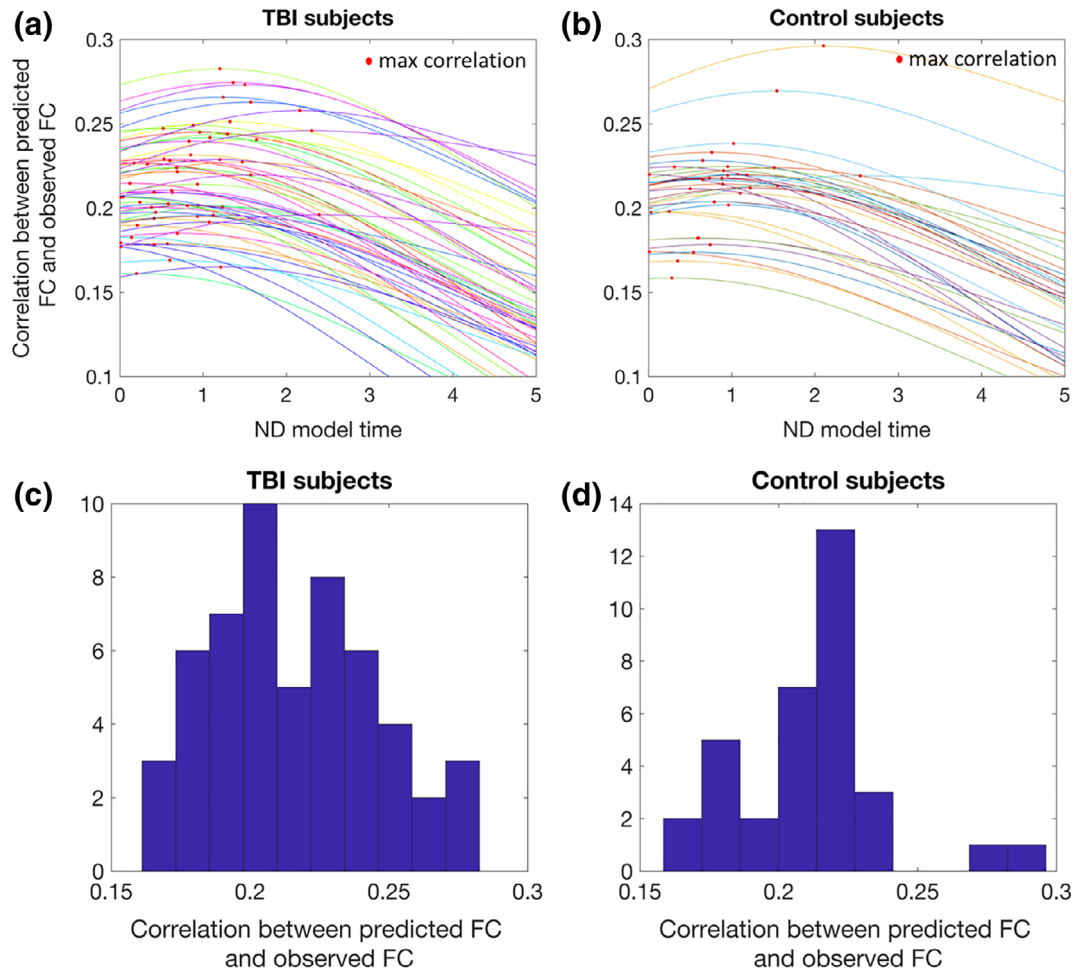 (a)
TBI subjects
max correlation
Correlation between predicted
FC and observed FC
0.3
0.25
0.2
0.15
0.1
0 1 2 3 4 5
ND model time
(b)
Control subjects
max correlation
0.3
0.25
0.2
0.15
0.1
0 1 2 3 4 5
ND model time
(c)
TBI subjects
10
8
6
4
2
0
0.15 0.2 0.25 0.3
Correlation between predicted FC
and observed FC
(d)
Control subjects
14
12
10
8
6
4
2
0
0.15 0.2 0.25 0.3
Correlation between predicted FC
and observed FC